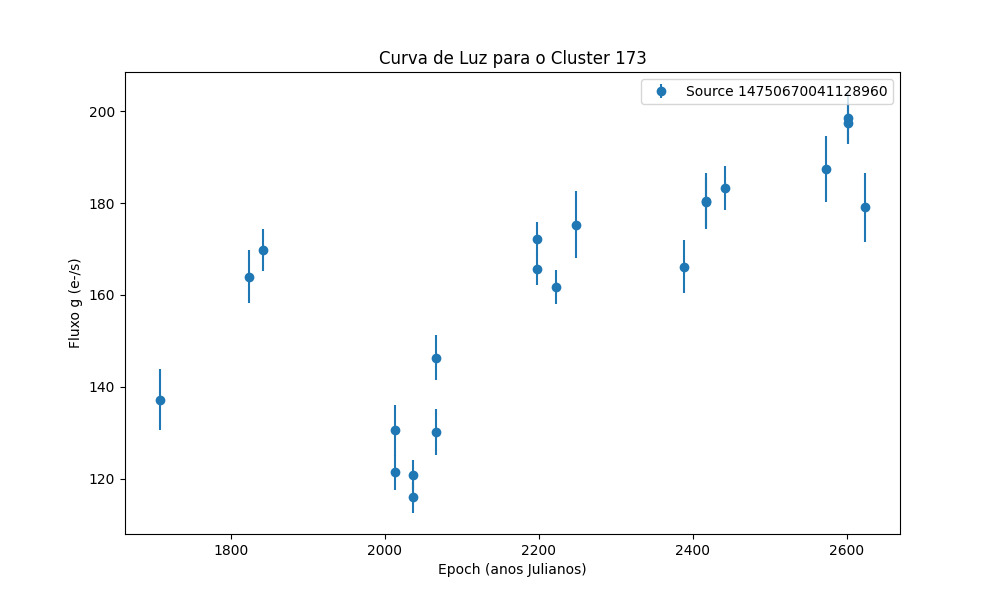 Curva de Luz para o Cluster 173
Source 14750670041128960
Fluxo g (e-/s)
200
180
160
140
120
1800
2000
2200
2400
2600
Epoch (anos Julianos)